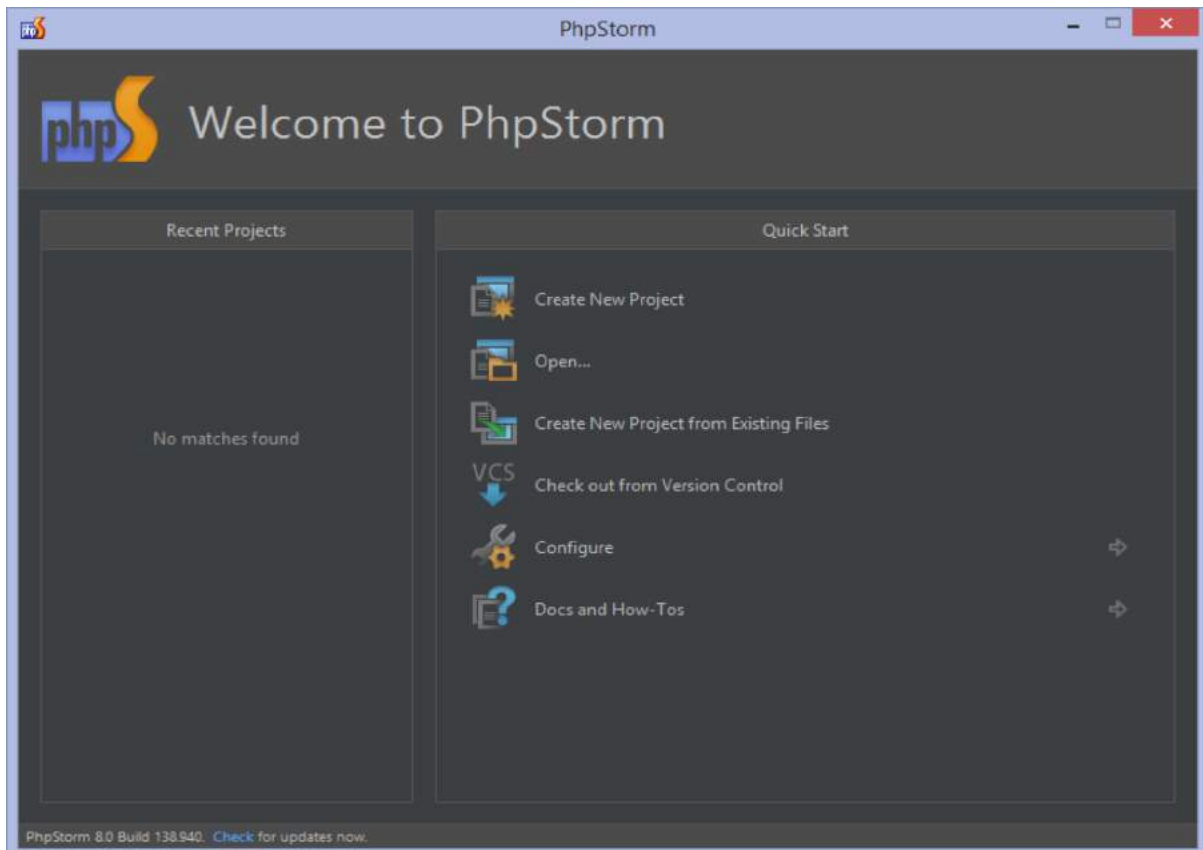 PhpStorm
php
Welcome to PhpStorm
Recent Projects
No matches found
Quick Start
Create New Project
Open...
Create New Project from Existing Files
VCS
Check out from Version Control
Configure
Docs and How-Tos
PhpStorm 8.0 Build 138.940. Check for updates now.